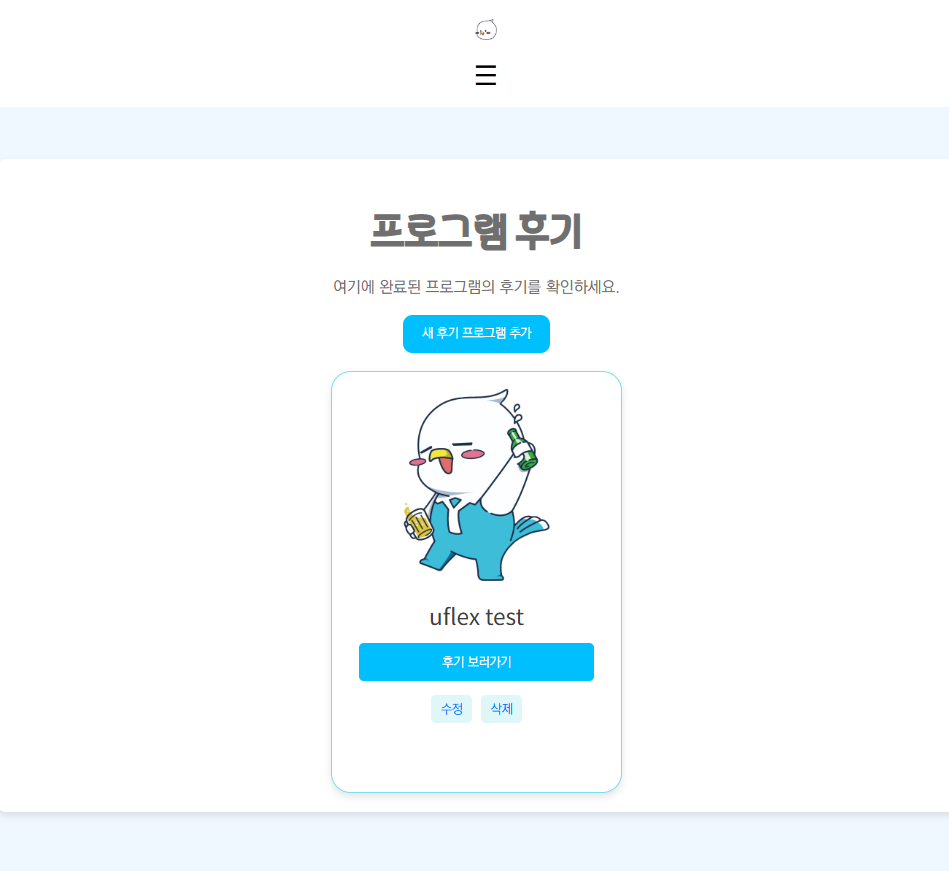 프로그램 후기
여기에 완료된 프로그램의 후기를 확인하세요.
새 후기 프로그램 추가
uflex test
후기 보러가기
수정 삭제